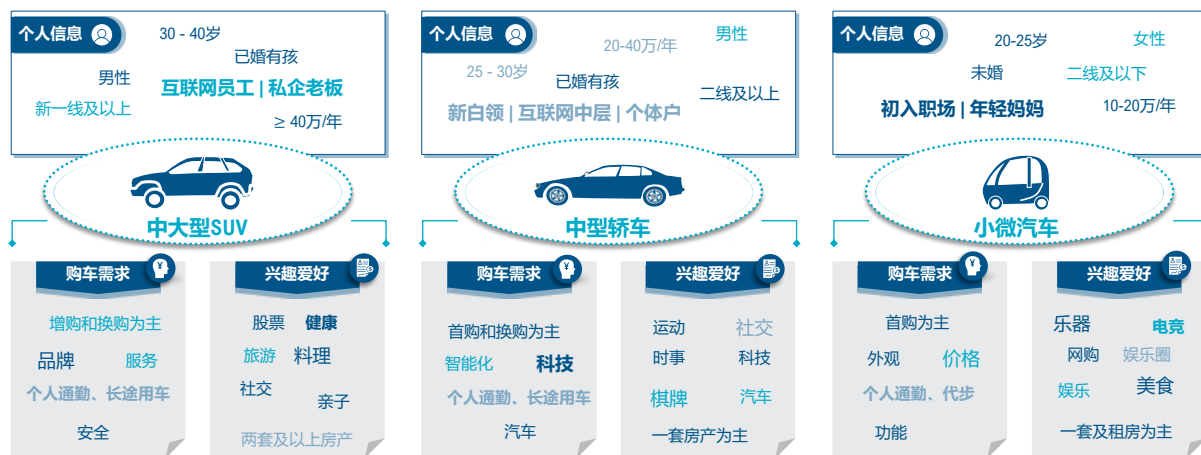 个人信息
30 - 40岁
已婚有孩
男性
互联网员工 | 私企老板
新一线及以上
≥ 40万/年
中大型SUV
购车需求
增购和换购为主
品牌
服务
个人通勤、长途用车
安全
兴趣爱好
股票
健康
旅游
料理
社交
亲子
两套及以上房产
个人信息
20-40万/年
男性
25 - 30岁
已婚有孩
二线及以上
新白领 | 互联网中层 | 个体户
中型轿车
购车需求
首购和换购为主
智能化
科技
个人通勤、长途用车
汽车
兴趣爱好
运动
社交
时事
科技
棋牌
汽车
一套房产为主
个人信息
20-25岁
女性
未婚
二线及以下
初入职场 | 年轻妈妈
10-20万/年
小微汽车
购车需求
首购为主
外观
价格
个人通勤、代步
功能
兴趣爱好
乐器
电竞
网购
娱乐圈
娱乐
美食
一套及租房为主